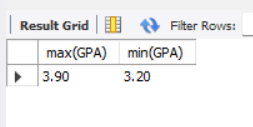 Result Grid Filter Rows:
max(GPA) min(GPA)
3.90 3.20